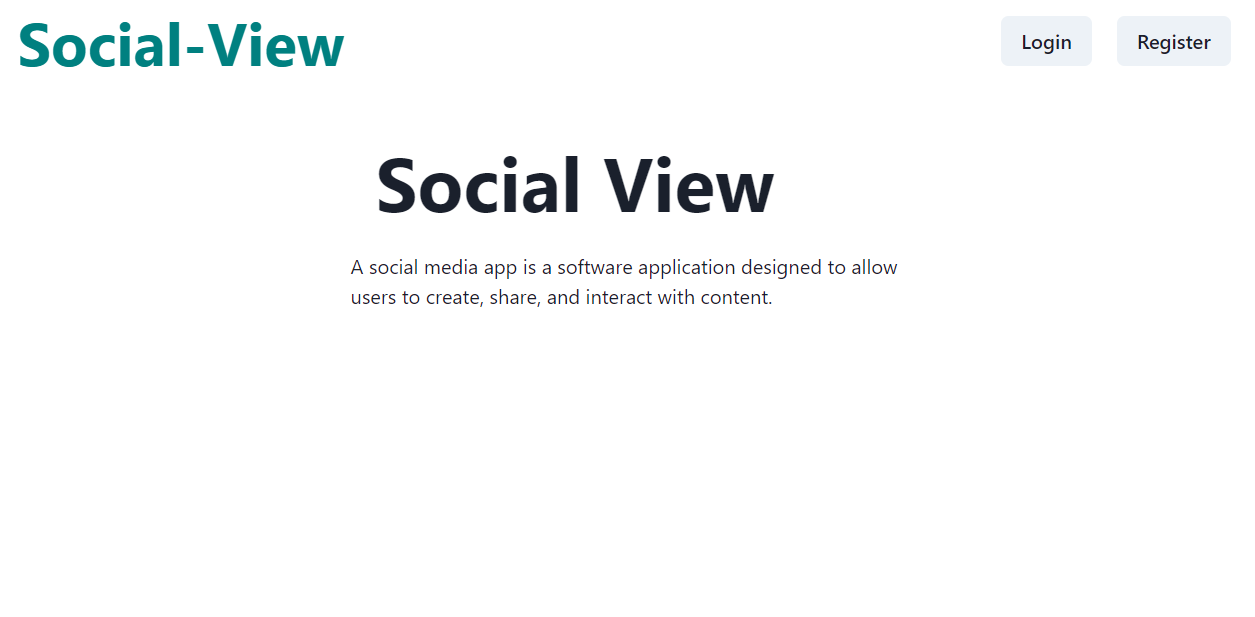 Social-View
Login
Register
Social View
A social media app is a software application designed to allow
users to create, share, and interact with content.